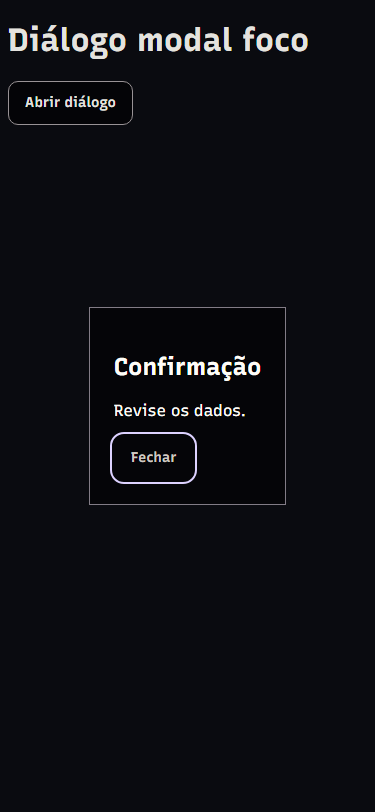 Diálogo modal foco
Abrir diálogo
Confirmação
Revise os dados.
Fechar